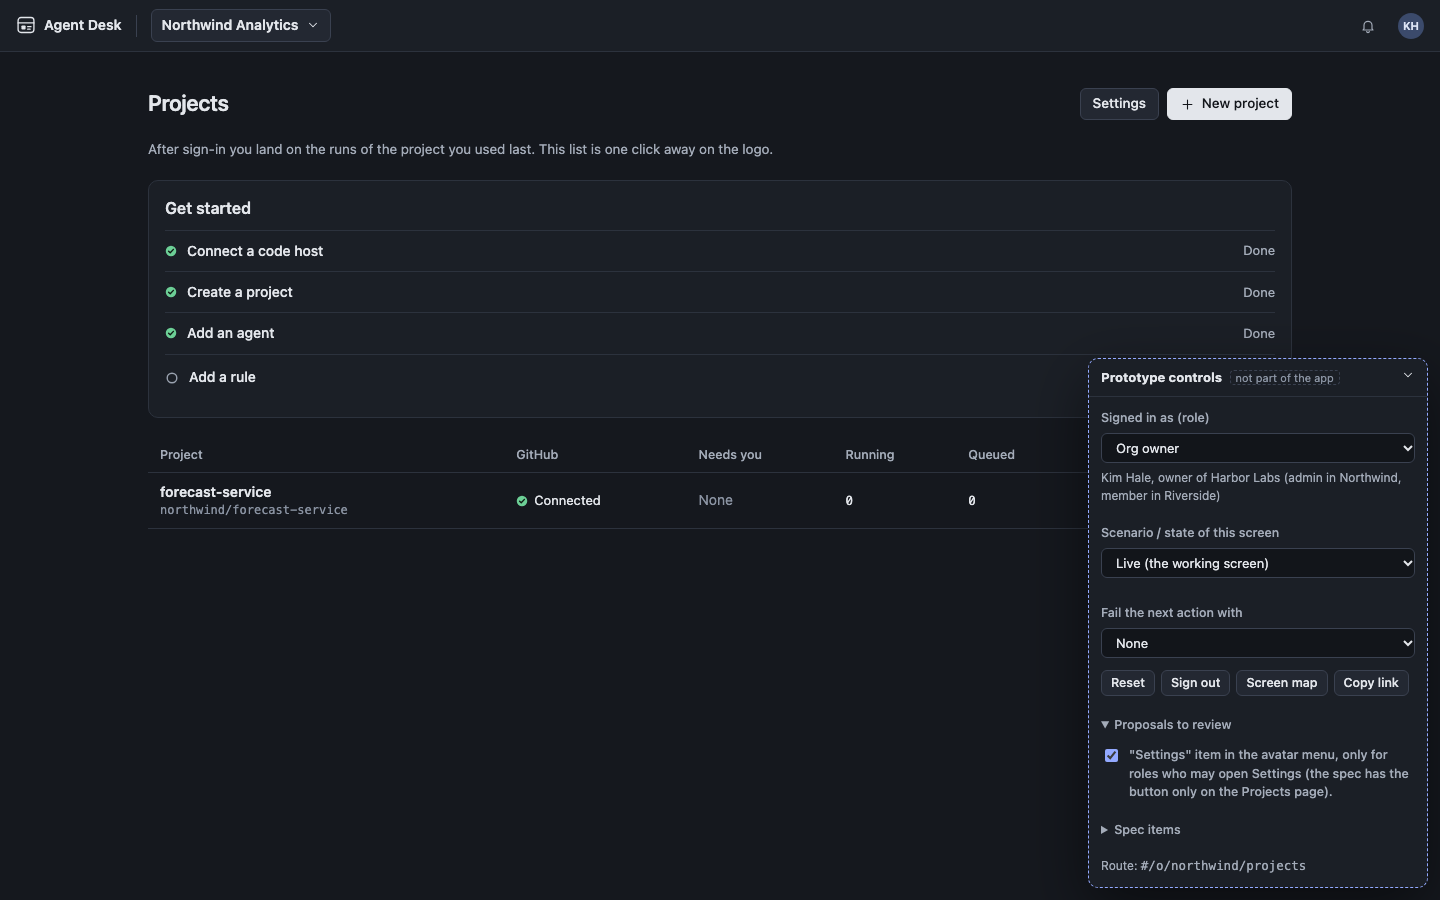 Agent Desk
Northwind Analytics
KH
Projects
Settings
New project
After sign-in you land on the runs of the project you used last. This list is one click away on the logo.
Get started
Connect a code host
Done
Create a project
Done
Add an agent
Done
Add a rule
Project
GitHub
Needs you
Running
Queued
forecast-service
northwind/forecast-service
Connected
None
0
0
Prototype controls
not part of the app
Signed in as (role)
Org owner
Kim Hale, owner of Harbor Labs (admin in Northwind,
member in Riverside)
Scenario / state of this screen
Live (the working screen)
Fail the next action with
None
Reset
Sign out
Screen map
Copy link
Proposals to review
"Settings" item in the avatar menu, only for
roles who may open Settings (the spec has the
button only on the Projects page).
Spec items
Route: #/o/northwind/projects